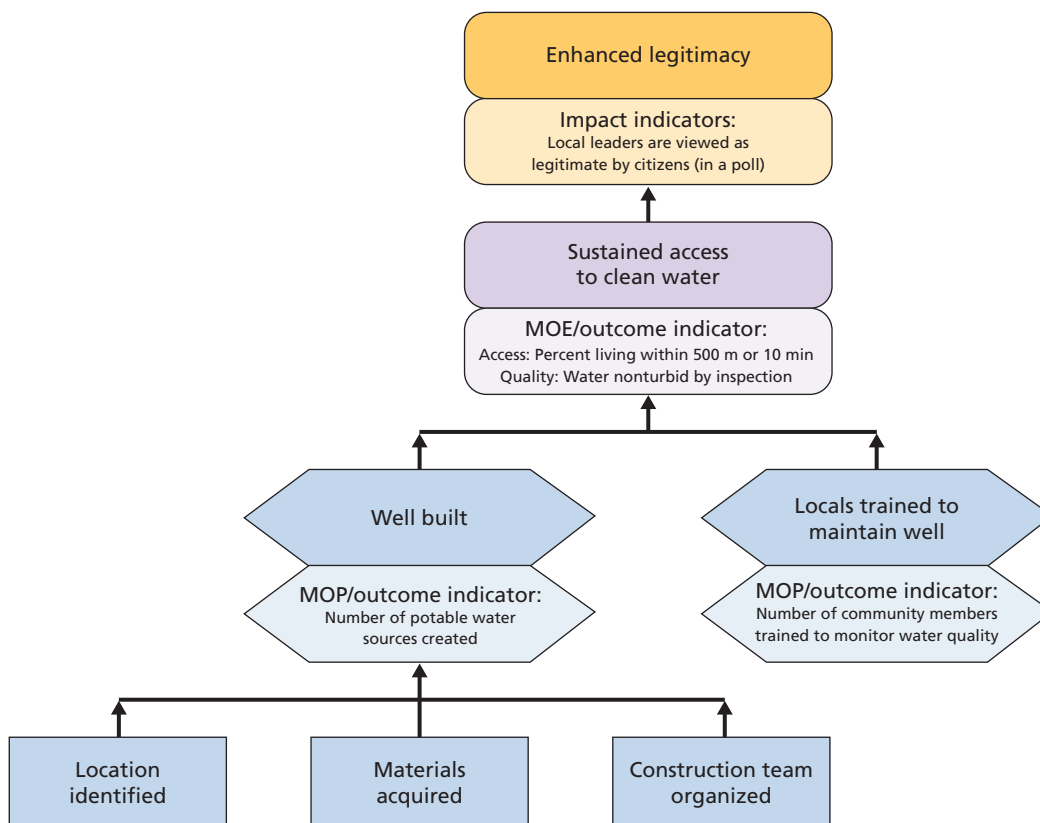 Enhanced legitimacy
Impact indicators:
Local leaders are viewed as
legitimate by citizens (in a poll)
Sustained access
to clean water
MOE/outcome indicator:
Access: Percent living within 500 m or 10 min
Quality: Water nonturbid by inspection
Well built
MOP/outcome indicator:
Number of potable water
sources created
Locals trained to
maintain well
MOP/outcome indicator:
Number of community members
trained to monitor water quality
Location
identified
Materials
acquired
Construction team
organized